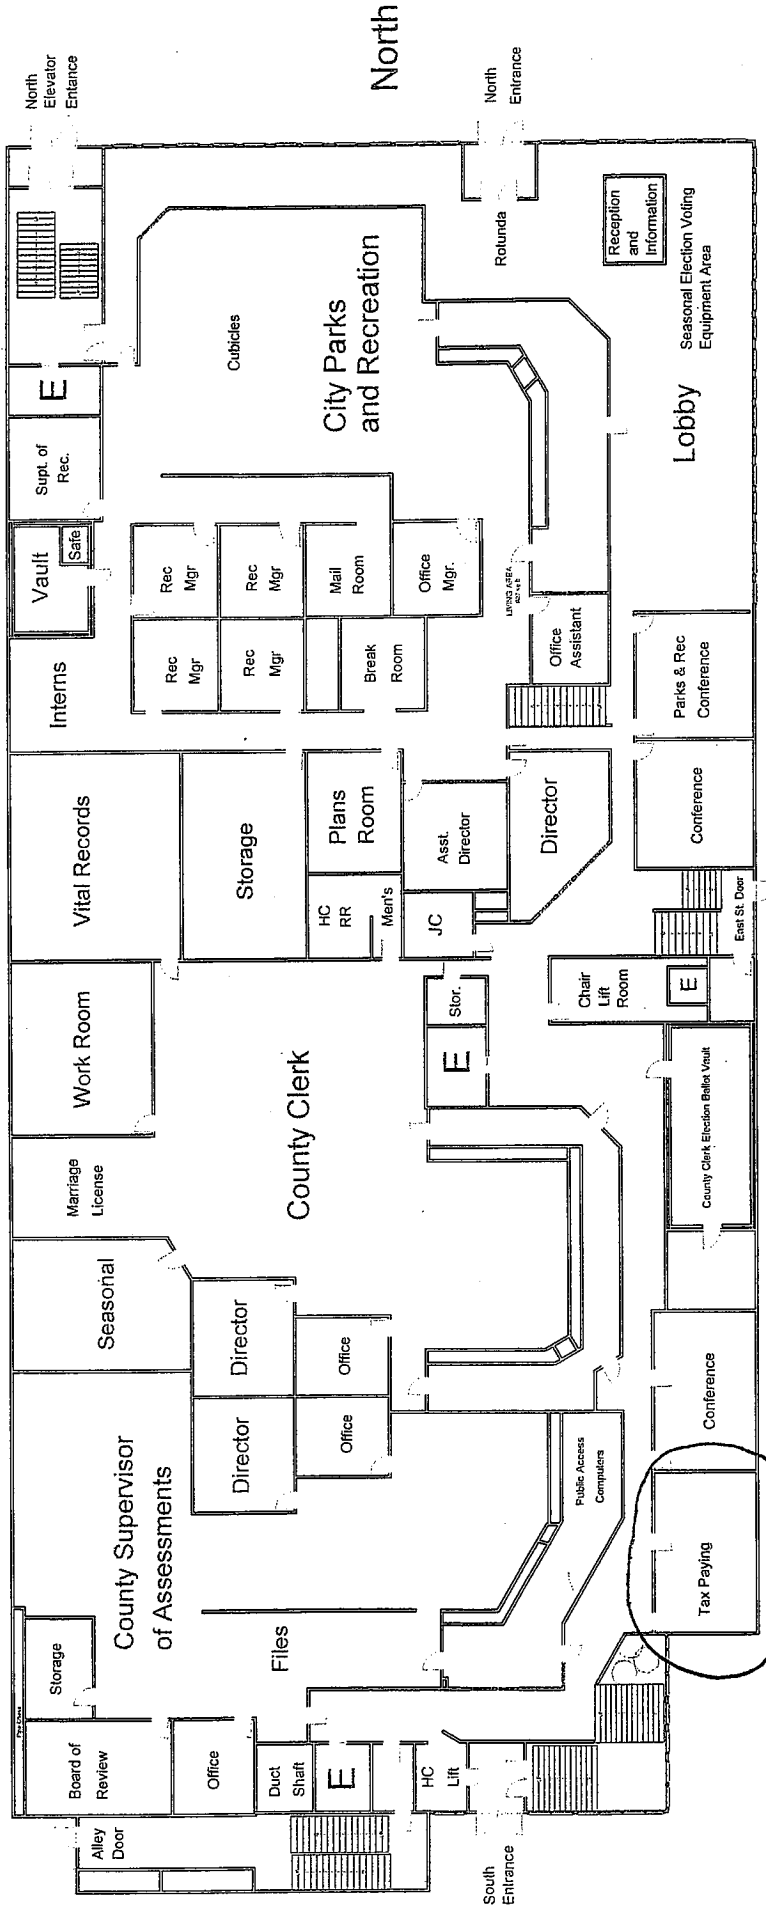 North
Elevator
Entance
North
North
Entrance
E
Supt. of
Rec.
Vault
Safe
Interns
Cubicles
City Parks
and Recreation
Rotunda
Reception
and
Information
Seasonal Election Voting
Equipment Area
Lobby
Rec
Mgr
Rec
Mgr
Mail
Room
Office
Mgr.
LIVING AREA
Rec
Mgr
Rec
Mgr
Break
Room
Office
Assistant
Parks & Rec
Conference
Vital Records
Storage
Plans
Room
Asst.
Director
Director
Conference
HC
RR
Men's
JC
East St. Door
Work Room
Stor.
E
Chair
Lift
Room
E
County Clerk
Marriage
License
County Clerk Election Ballot Vault
Seasonal
Director
Office
Director
Office
Conference
County Supervisor
of Assessments
Public Access
Computers
Tax Paying
Storage
Files
Board of
Review
Office
Duct
Shaft
E
HC
Lift
Alley
Door
South
Entrance